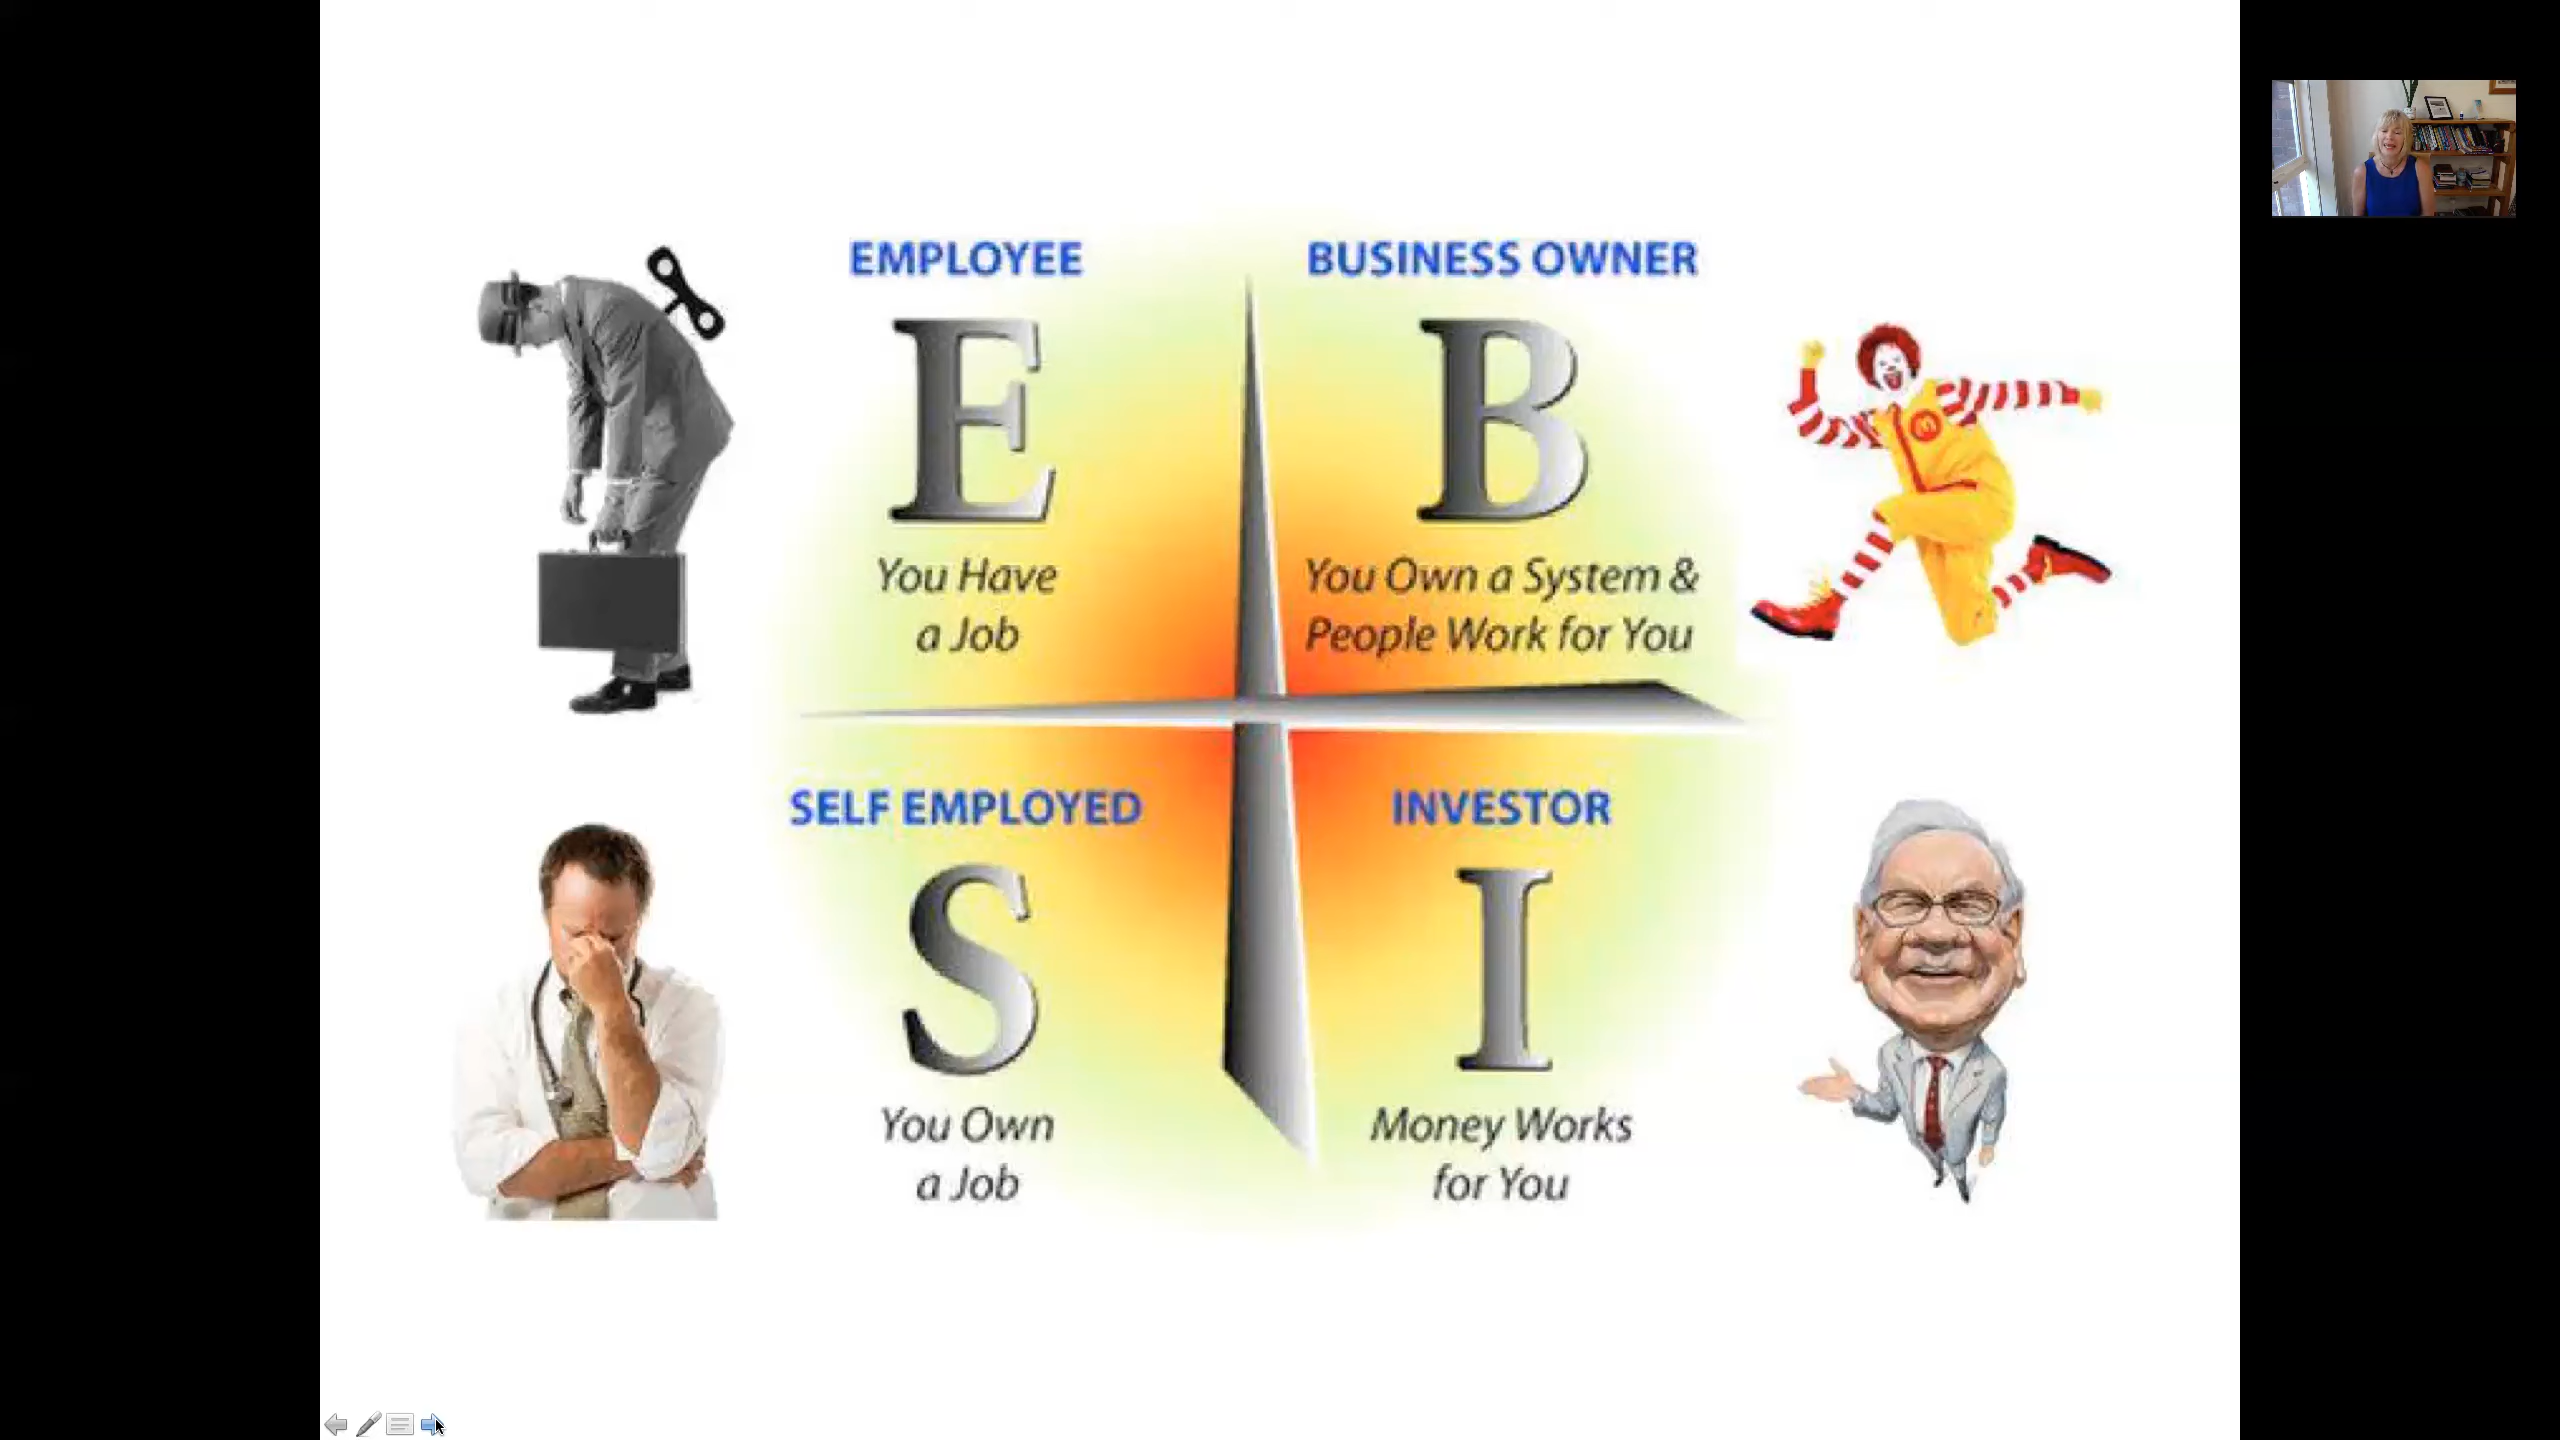 EMPLOYEE
E
You Have
a Job
BUSINESS OWNER
B
You Own a System &
People Work for You
SELF EMPLOYED
S
You Own
a Job
INVESTOR
I
Money Works
for You